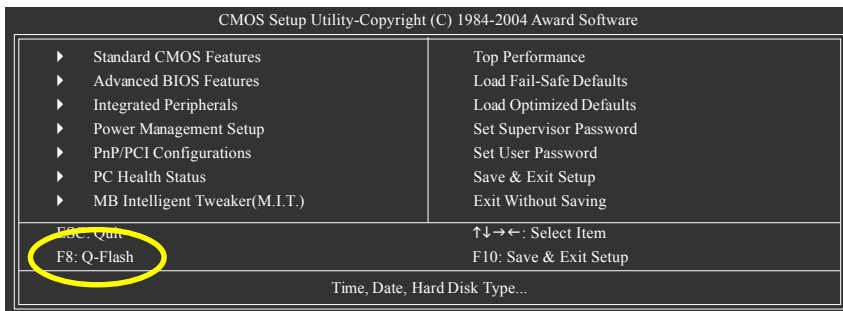 CMOS Setup Utility-Copyright (C) 1984-2004 Award Software
Standard CMOS Features
Advanced BIOS Features
Integrated Peripherals
Power Management Setup
PnP/PCI Configurations
PC Health Status
MB Intelligent Tweaker(M.I.T.)
Top Performance
Load Fail-Safe Defaults
Load Optimized Defaults
Set Supervisor Password
Set User Password
Save & Exit Setup
Exit Without Saving
ESC: Quit
F8: Q-Flash
↑↓→←: Select Item
F10: Save & Exit Setup
Time, Date, Hard Disk Type...